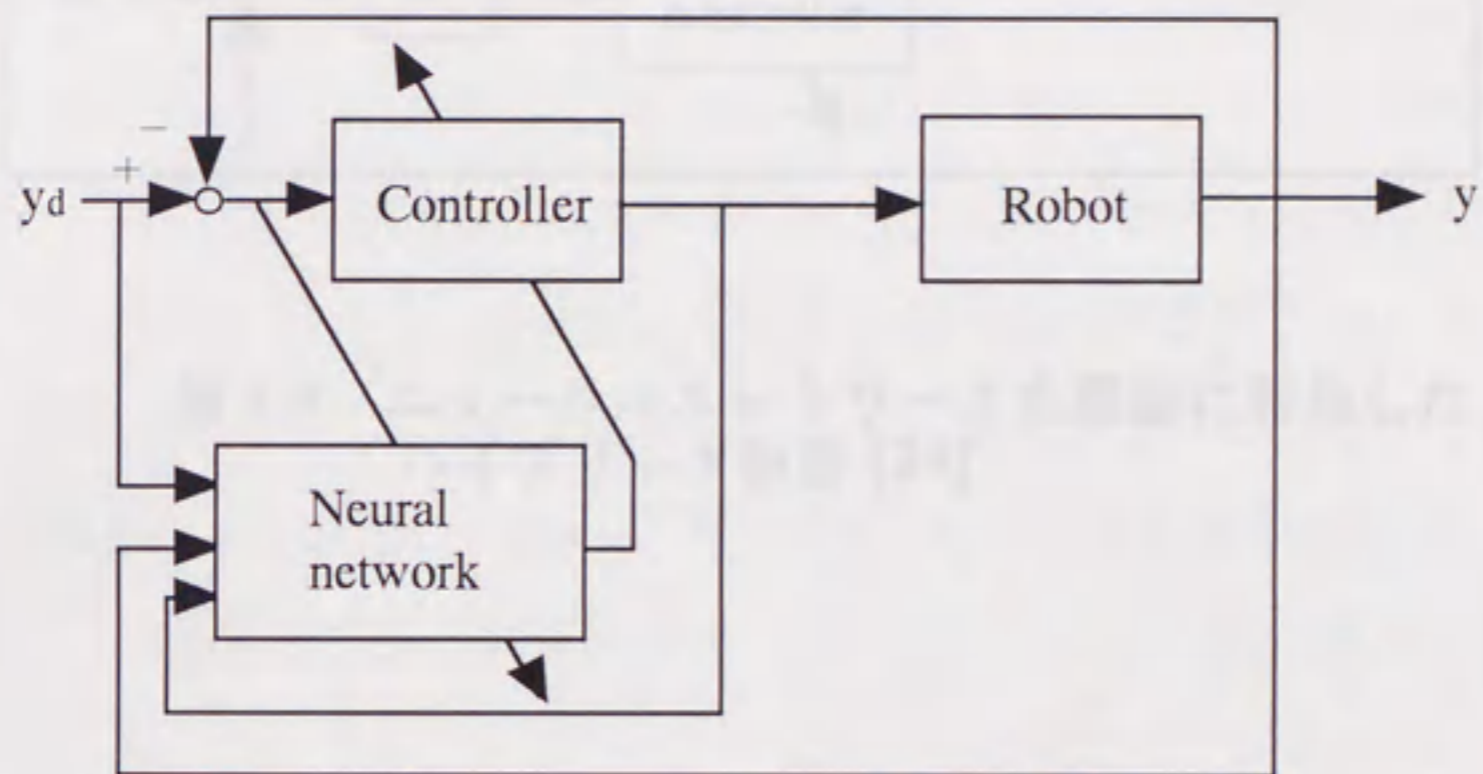 −
+
yd
Controller
Robot
y
Neural
network